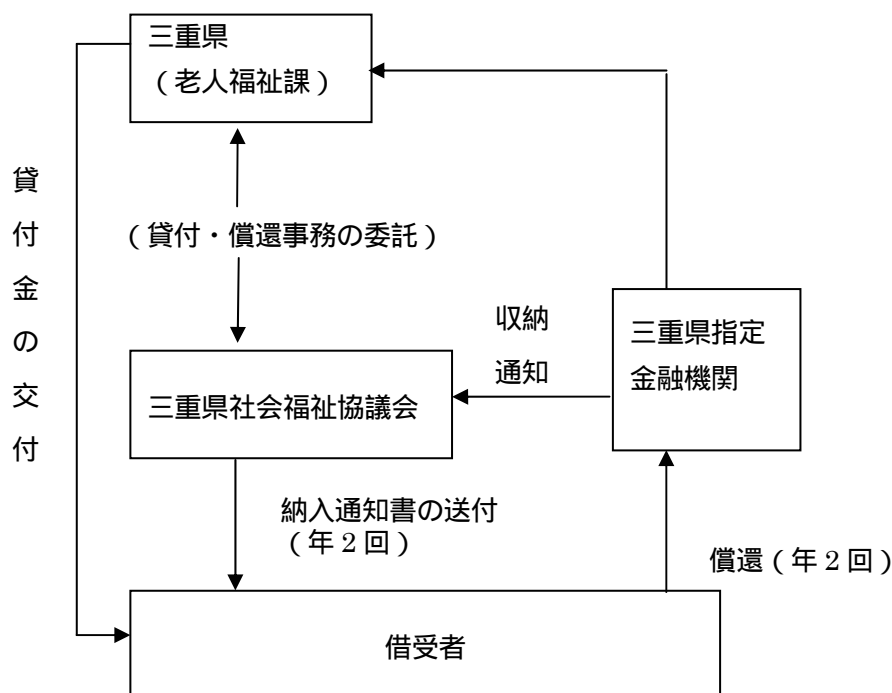 三重県
（老人福祉課）
貸付金の交付
（貸付・償還事務の委託）
収納
通知
三重県指定
金融機関
三重県社会福祉協議会
納入通知書の送付
（年２回）
償還（年２回）
借受者